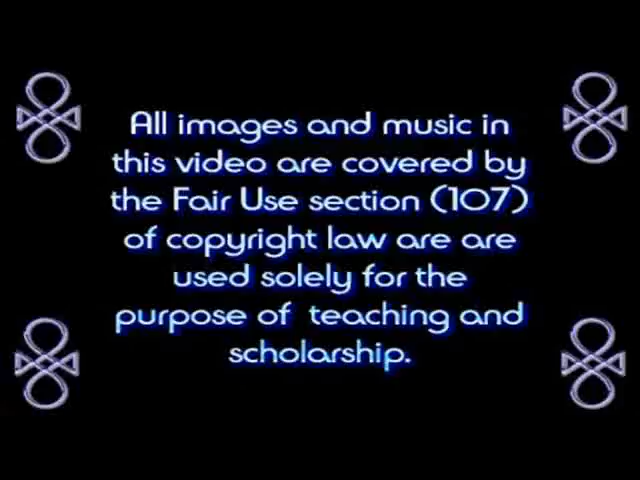 All images and music in
this video are covered by
the Fair Use section (107)
of copyright law are are
used solely for the
purpose of teaching and
scholarship.